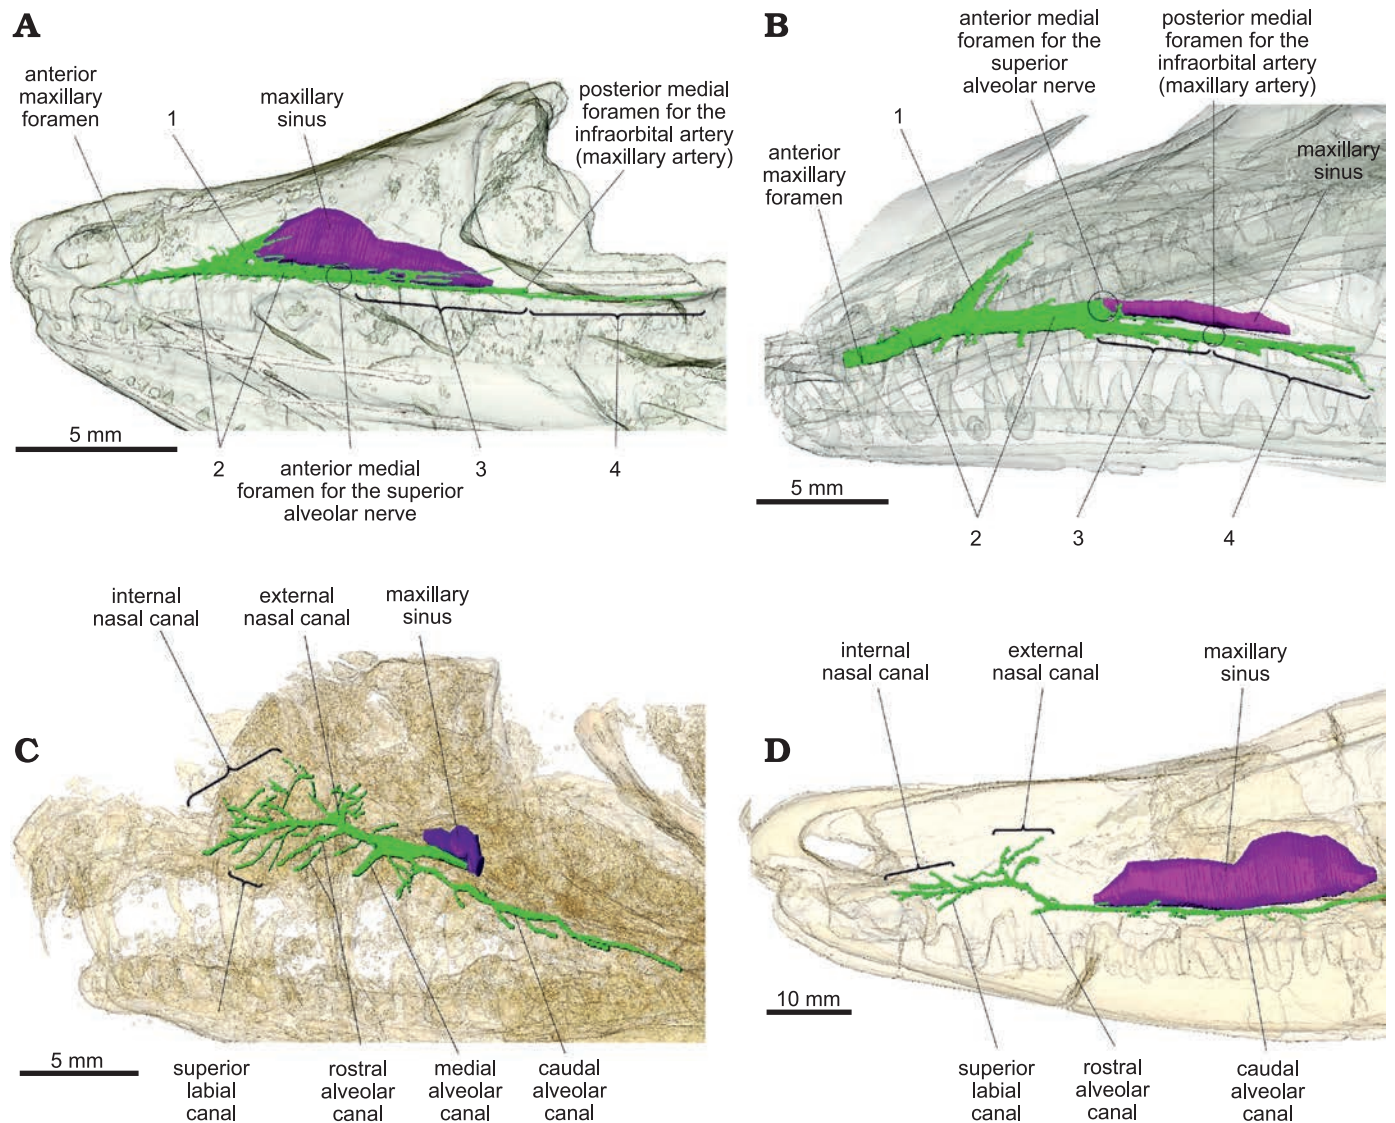 A
anterior
maxillary
foramen
1
maxillary
sinus
posterior medial
foramen for the
infraorbital artery
(maxillary artery)
5 mm
2
anterior medial
foramen for the superior
alveolar nerve
3
4
B
anterior medial
foramen for the
superior
alveolar nerve
posterior medial
foramen for the
infraorbital artery
(maxillary artery)
1
anterior
maxillary
foramen
maxillary
sinus
5 mm
2
3
4
C
internal
nasal canal
external
nasal canal
maxillary
sinus
5 mm
superior
labial
canal
rostral
alveolar
canal
medial
alveolar
canal
caudal
alveolar
canal
D
internal
nasal canal
external
nasal canal
maxillary
sinus
10 mm
superior
labial
canal
rostral
alveolar
canal
caudal
alveolar
canal